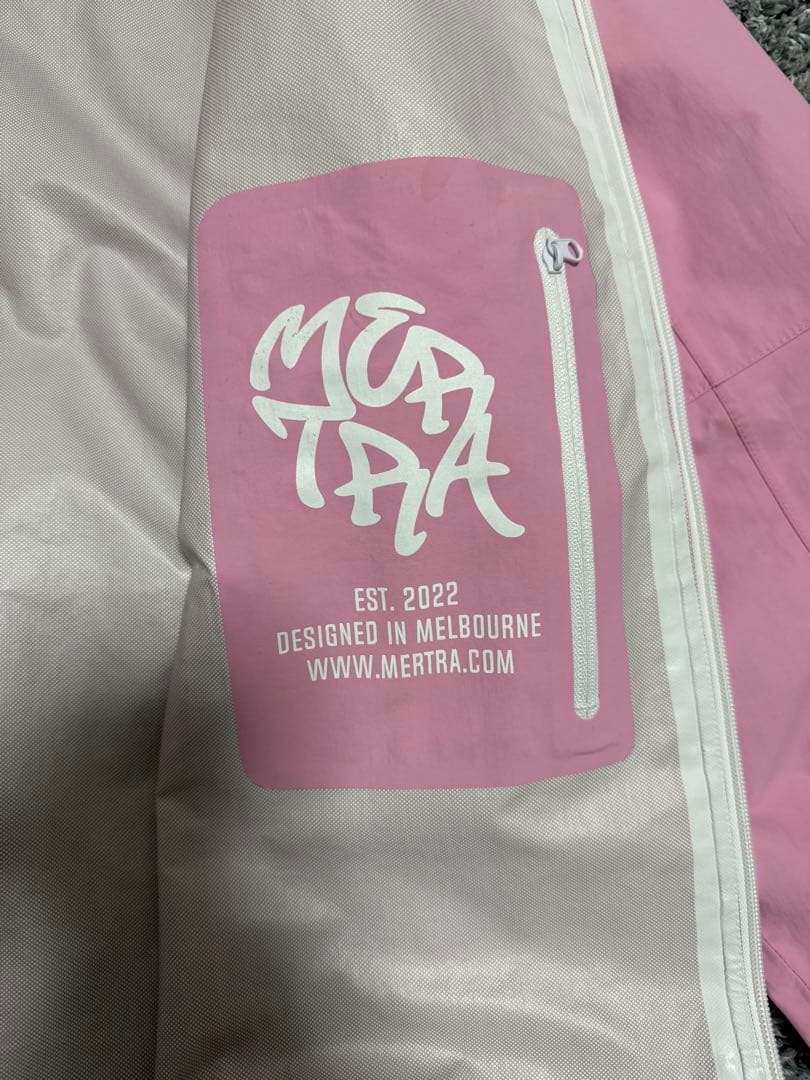 MER
TRA
EST. 2022
DESIGNED IN MELBOURNE
WWW.MERTRA.COM